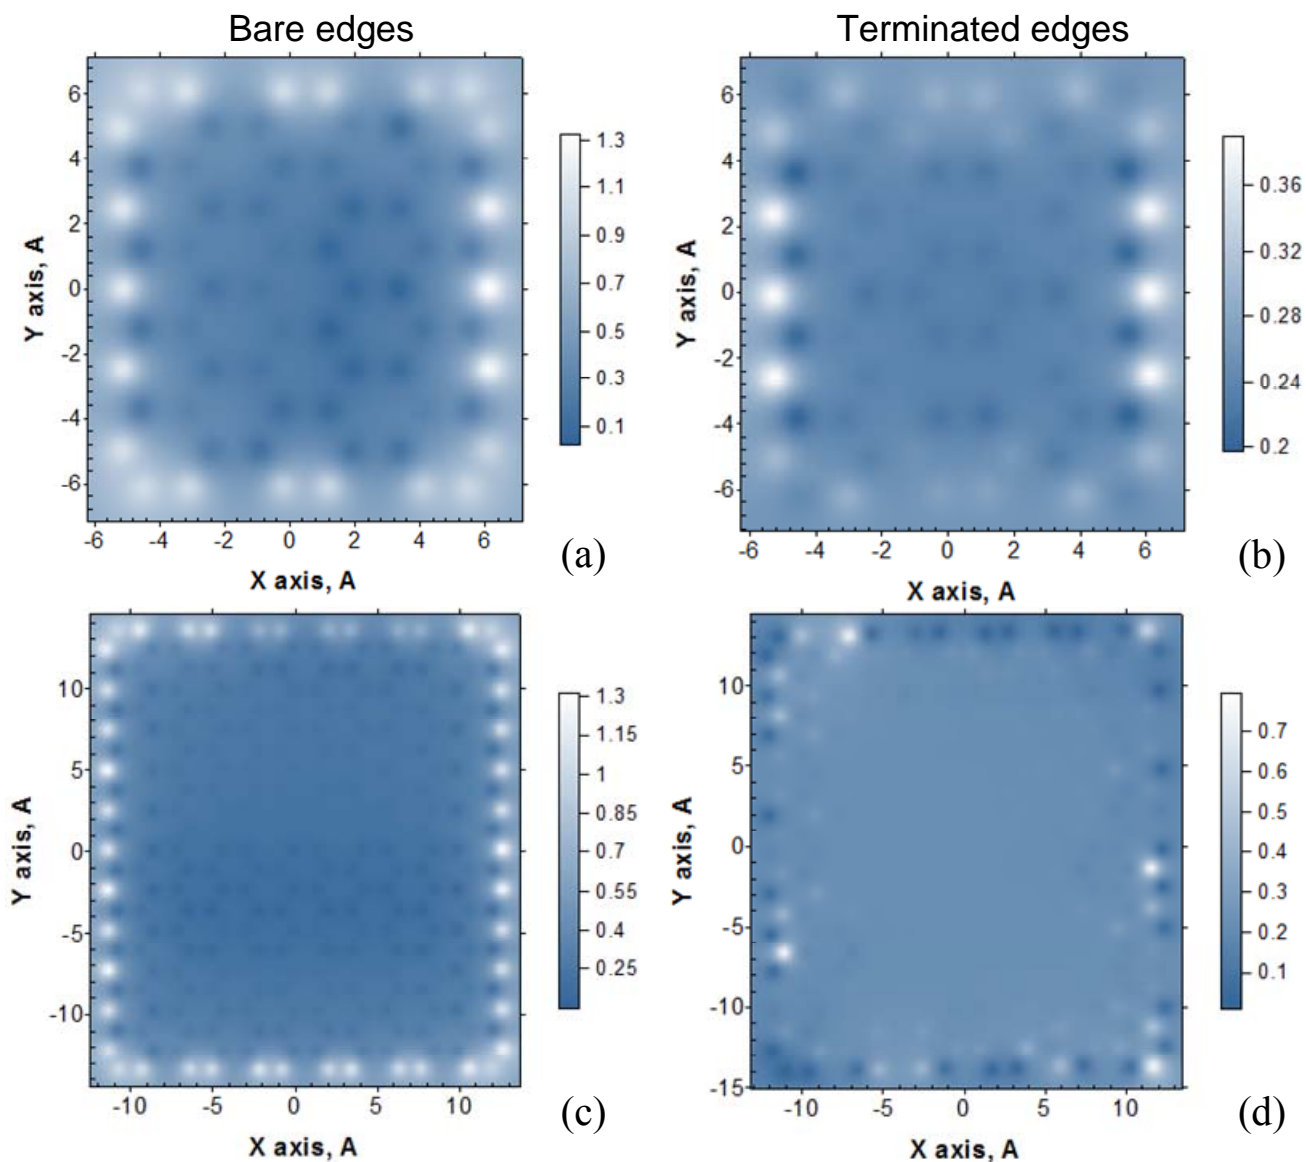 Bare edges
Terminated edges
6
4
2
0
-2
-4
-6
Y axis, A
-6 -4 -2 0 2 4 6
X axis, A
1.3
1.1
0.9
0.7
0.5
0.3
0.1
(a)
6
4
2
0
-2
-4
-6
Y axis, A
-6 -4 -2 0 2 4 6
X axis, A
0.36
0.32
0.28
0.24
0.2
(b)
10
5
0
-5
-10
Y axis, A
-10 -5 0 5 10
X axis, A
1.3
1.15
1
0.85
0.7
0.55
0.4
0.25
(c)
10
5
0
-5
-10
-15
Y axis, A
-10 -5 0 5 10
X axis, A
0.7
0.6
0.5
0.4
0.3
0.2
0.1
(d)